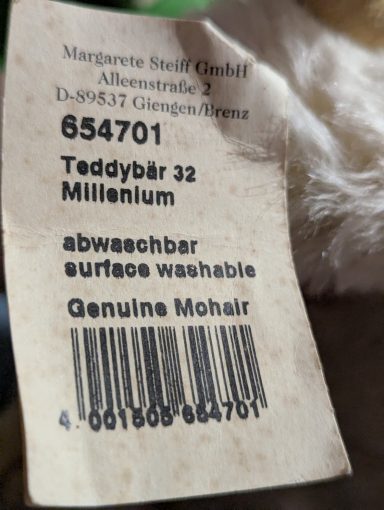 Margarete Steiff GmbH
Alleenstraße 2
D-89537 Giengen/Brenz
654701
Teddybär 32
Millenium
abwaschbar
surface washable
Genuine Mohair
4 001505 654701